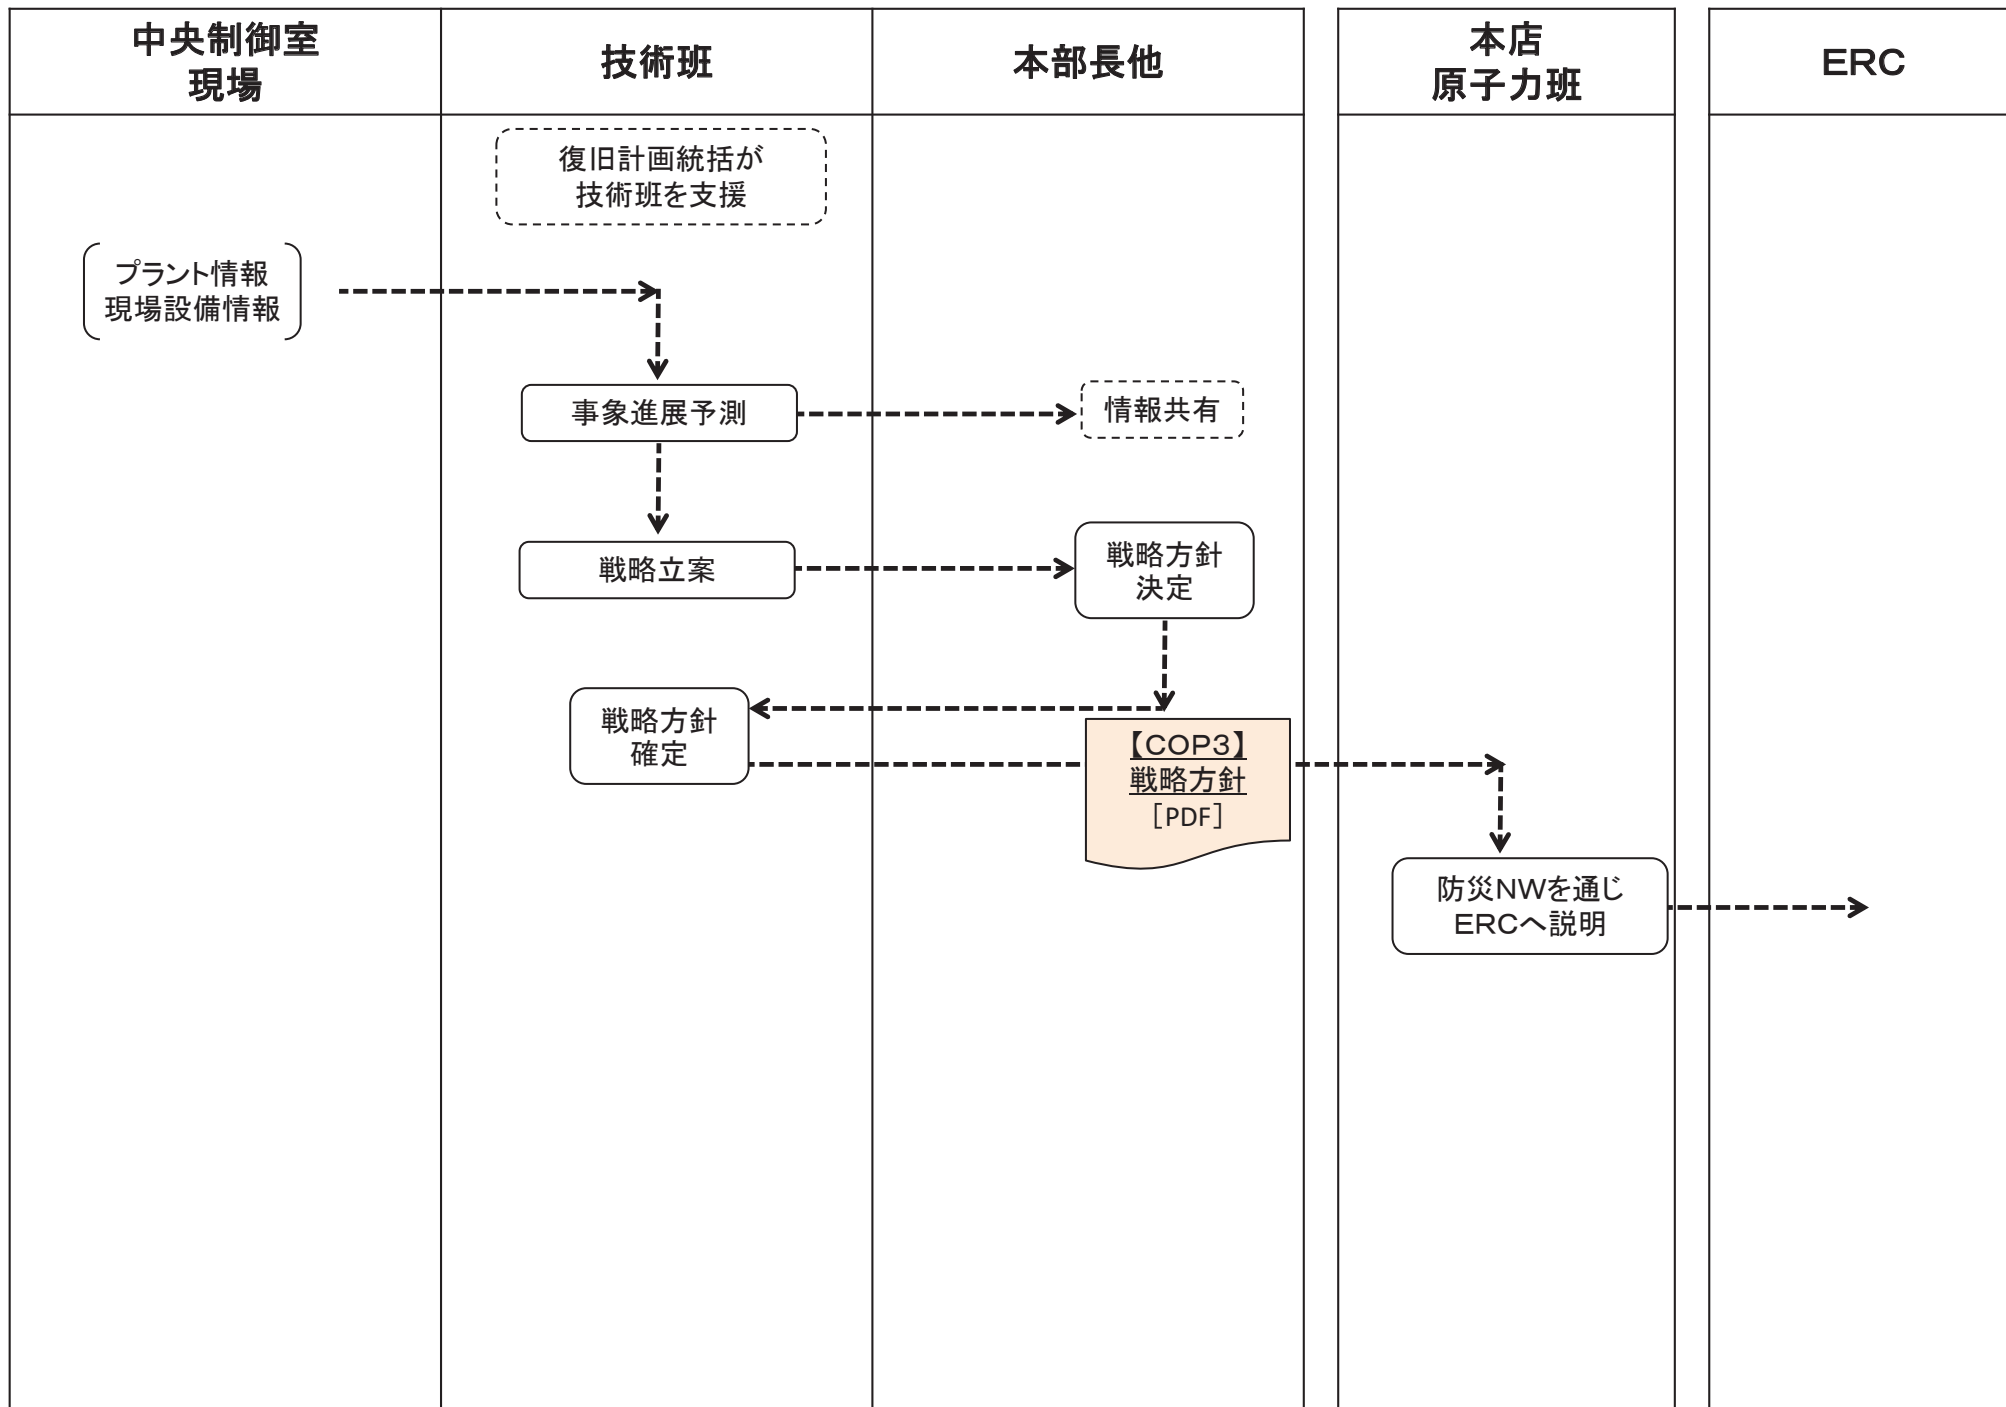 中央制御室
現場
技術班
本部長他
本店
原子力班
ERC
復旧計画統括が
技術班を支援
プラント情報
現場設備情報
事象進展予測
情報共有
戦略立案
戦略方針
決定
戦略方針
確定
【COP3】
戦略方針
［PDF］
防災NWを通じ
ERCへ説明